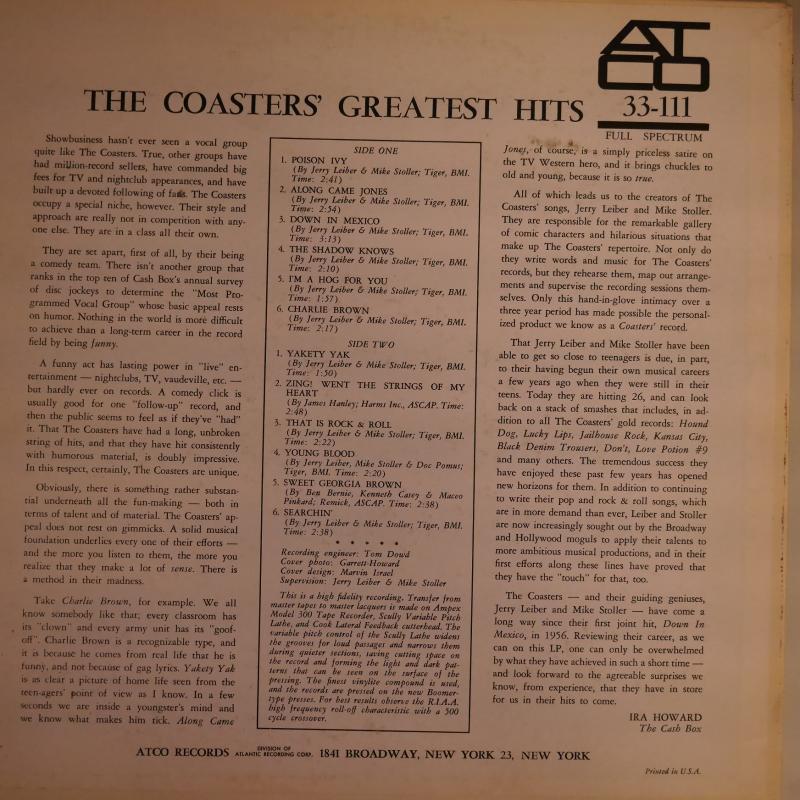 ATCO
THE COASTERS' GREATEST HITS
33-111
FULL SPECTRUM
Showbusiness hasn't ever seen a vocal group
quite like The Coasters. True, other groups have
had million-record sellers, have commanded big
fees for TV and nightclub appearances, and have
built up a devoted following of fans. The Coasters
occupy a special niche, however. Their style and
approach are really not in competition with any-
one else. They are in a class all their own.
They are set apart, first of all, by their being
a comedy team. There isn't another group that
ranks in the top ten of Cash Box's annual survey
of disc jockeys to determine the "Most Pro-
grammed Vocal Group" whose basic appeal rests
on humor. Nothing in the world is more difficult
to achieve than a long-term career in the record
field by being funny.
A funny act has lasting power in "live" en-
tertainment — nightclubs, TV, vaudeville, etc. —
but hardly ever on records. A comedy click is
usually good for one "follow-up" record, and
then the public seems to feel as if they've "had"
it. That The Coasters have had a long, unbroken
string of hits, and that they have hit consistently
with humorous material, is doubly impressive.
In this respect, certainly, The Coasters are unique.
Obviously, there is something rather substan-
tial underneath all the fun-making — both in
terms of talent and of material. The Coasters' ap-
peal does not rest on gimmicks. A solid musical
foundation underlies every one of their efforts —
and the more you listen to them, the more you
realize that they make a lot of sense. There is
a method in their madness.
Take Charlie Brown, for example. We all
know somebody like that; every classroom has
its "clown" and every army unit has its "goof-
off". Charlie Brown is a recognizable type, and
it is because he comes from real life that he is
funny, and not because of gag lyrics. Yakety Yak
is as clear a picture of home life seen from the
teen-agers' point of view as I know. In a few
seconds we are inside a youngster's mind and
we know what makes him tick. Along Came
SIDE ONE
1. POISON IVY
(By Jerry Leiber & Mike Stoller; Tiger, BMI.
Time: 2:41)
2. ALONG CAME JONES
(By Jerry Leiber & Mike Stoller; Tiger, BMI.
Time: 2:54)
3. DOWN IN MEXICO
(By Jerry Leiber & Mike Stoller; Tiger, BMI.
Time: 3:13)
4. THE SHADOW KNOWS
(By Jerry Leiber & Mike Stoller; Tiger, BMI.
Time: 2:10)
5. I'M A HOG FOR YOU
(By Jerry Leiber & Mike Stoller; Tiger, BMI.
Time: 1:57)
6. CHARLIE BROWN
(By Jerry Leiber & Mike Stoller; Tiger, BMI.
Time: 2:17)
SIDE TWO
1. YAKETY YAK
(By Jerry Leiber & Mike Stoller; Tiger, BMI.
Time: 1:50)
2. ZING! WENT THE STRINGS OF MY
HEART
(By James Hanley; Harms Inc., ASCAP. Time:
2:48)
3. THAT IS ROCK & ROLL
(By Jerry Leiber & Mike Stoller; Tiger, BMI.
Time: 2:22)
4. YOUNG BLOOD
(By Jerry Leiber, Mike Stoller & Doc Pomus;
Tiger, BMI. Time: 2:20)
5. SWEET GEORGIA BROWN
(By Ben Bernie, Kenneth Casey & Maceo
Pinkard; Remick, ASCAP. Time: 2:38)
6. SEARCHIN'
(By Jerry Leiber & Mike Stoller; Tiger, BMI.
Time: 2:38)
* * * * *
Recording engineer: Tom Dowd
Cover photo: Garrett-Howard
Cover design: Marvin Israel
Supervision: Jerry Leiber & Mike Stoller
This is a high fidelity recording. Transfer from
master tapes to master lacquers is made on Ampex
Model 300 Tape Recorder, Scully Variable Pitch
Lathe, and Cook Lateral Feedback cutterhead. The
variable pitch control of the Scully Lathe widens
the grooves for loud passages and narrows them
during quieter sections, saving cutting space on
the record and forming the light and dark pat-
terns that can be seen on the surface of the
pressing. The finest vinylite compound is used,
and the records are pressed on the new Boomer-
type presses. For best results observe the R.I.A.A.
high frequency roll-off characteristic with a 500
cycle crossover.
Jones, of course, is a simply priceless satire on
the TV Western hero, and it brings chuckles to
old and young, because it is so true.
All of which leads us to the creators of The
Coasters' songs, Jerry Leiber and Mike Stoller.
They are responsible for the remarkable gallery
of comic characters and hilarious situations that
make up The Coasters' repertoire. Not only do
they write words and music for The Coasters'
records, but they rehearse them, map out arrange-
ments and supervise the recording sessions them-
selves. Only this hand-in-glove intimacy over a
three year period has made possible the personal-
ized product we know as a Coasters' record.
That Jerry Leiber and Mike Stoller have been
able to get so close to teenagers is due, in part,
to their having begun their own musical careers
a few years ago when they were still in their
teens. Today they are hitting 26, and can look
back on a stack of smashes that includes, in ad-
dition to all The Coasters' gold records: Hound
Dog, Lucky Lips, Jailhouse Rock, Kansas City,
Black Denim Trousers, Don't, Love Potion #9
and many others. The tremendous success they
have enjoyed these past few years has opened
new horizons for them. In addition to continuing
to write their pop and rock & roll songs, which
are in more demand than ever, Leiber and Stoller
are now increasingly sought out by the Broadway
and Hollywood moguls to apply their talents to
more ambitious musical productions, and in their
first efforts along these lines have proved that
they have the "touch" for that, too.
The Coasters — and their guiding geniuses,
Jerry Leiber and Mike Stoller — have come a
long way since their first joint hit, Down In
Mexico, in 1956. Reviewing their career, as we
can on this LP, one can only be overwhelmed
by what they have achieved in such a short time —
and look forward to the agreeable surprises we
know, from experience, that they have in store
for us in their hits to come.
IRA HOWARD
The Cash Box
ATCO RECORDS DIVISION OF ATLANTIC RECORDING CORP. 1841 BROADWAY, NEW YORK 23, NEW YORK
Printed in U.S.A.